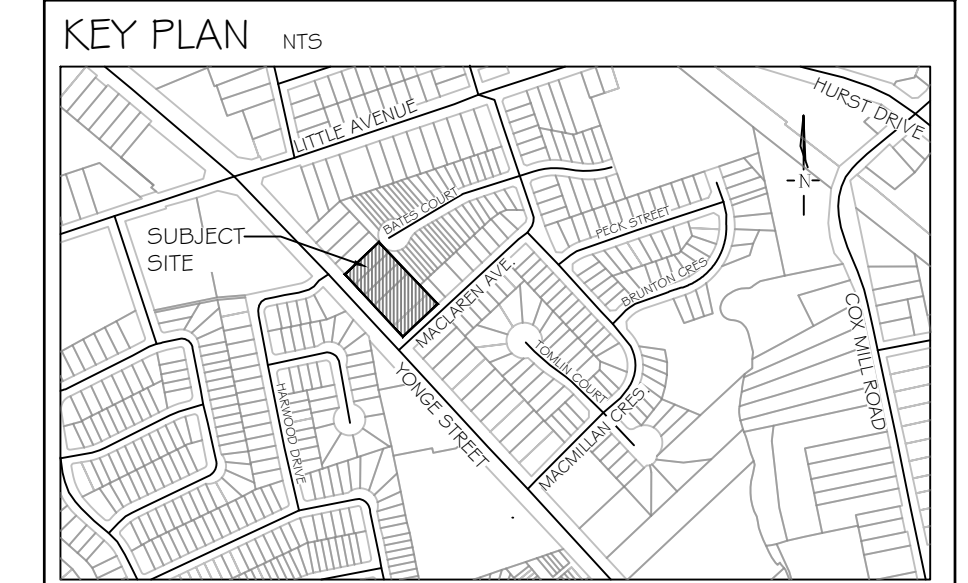 KEY PLAN NTS
HURST DRIVE
LITTLE AVENUE
N
BATES COURT
PECK STREET
SUBJECT
SITE
MACLAREN AVE.
BRUNTON CRES
COX MILL ROAD
TOMLIN COURT
YONGE STREET
HARWOOD DRIVE
MACMILLAN CRES.